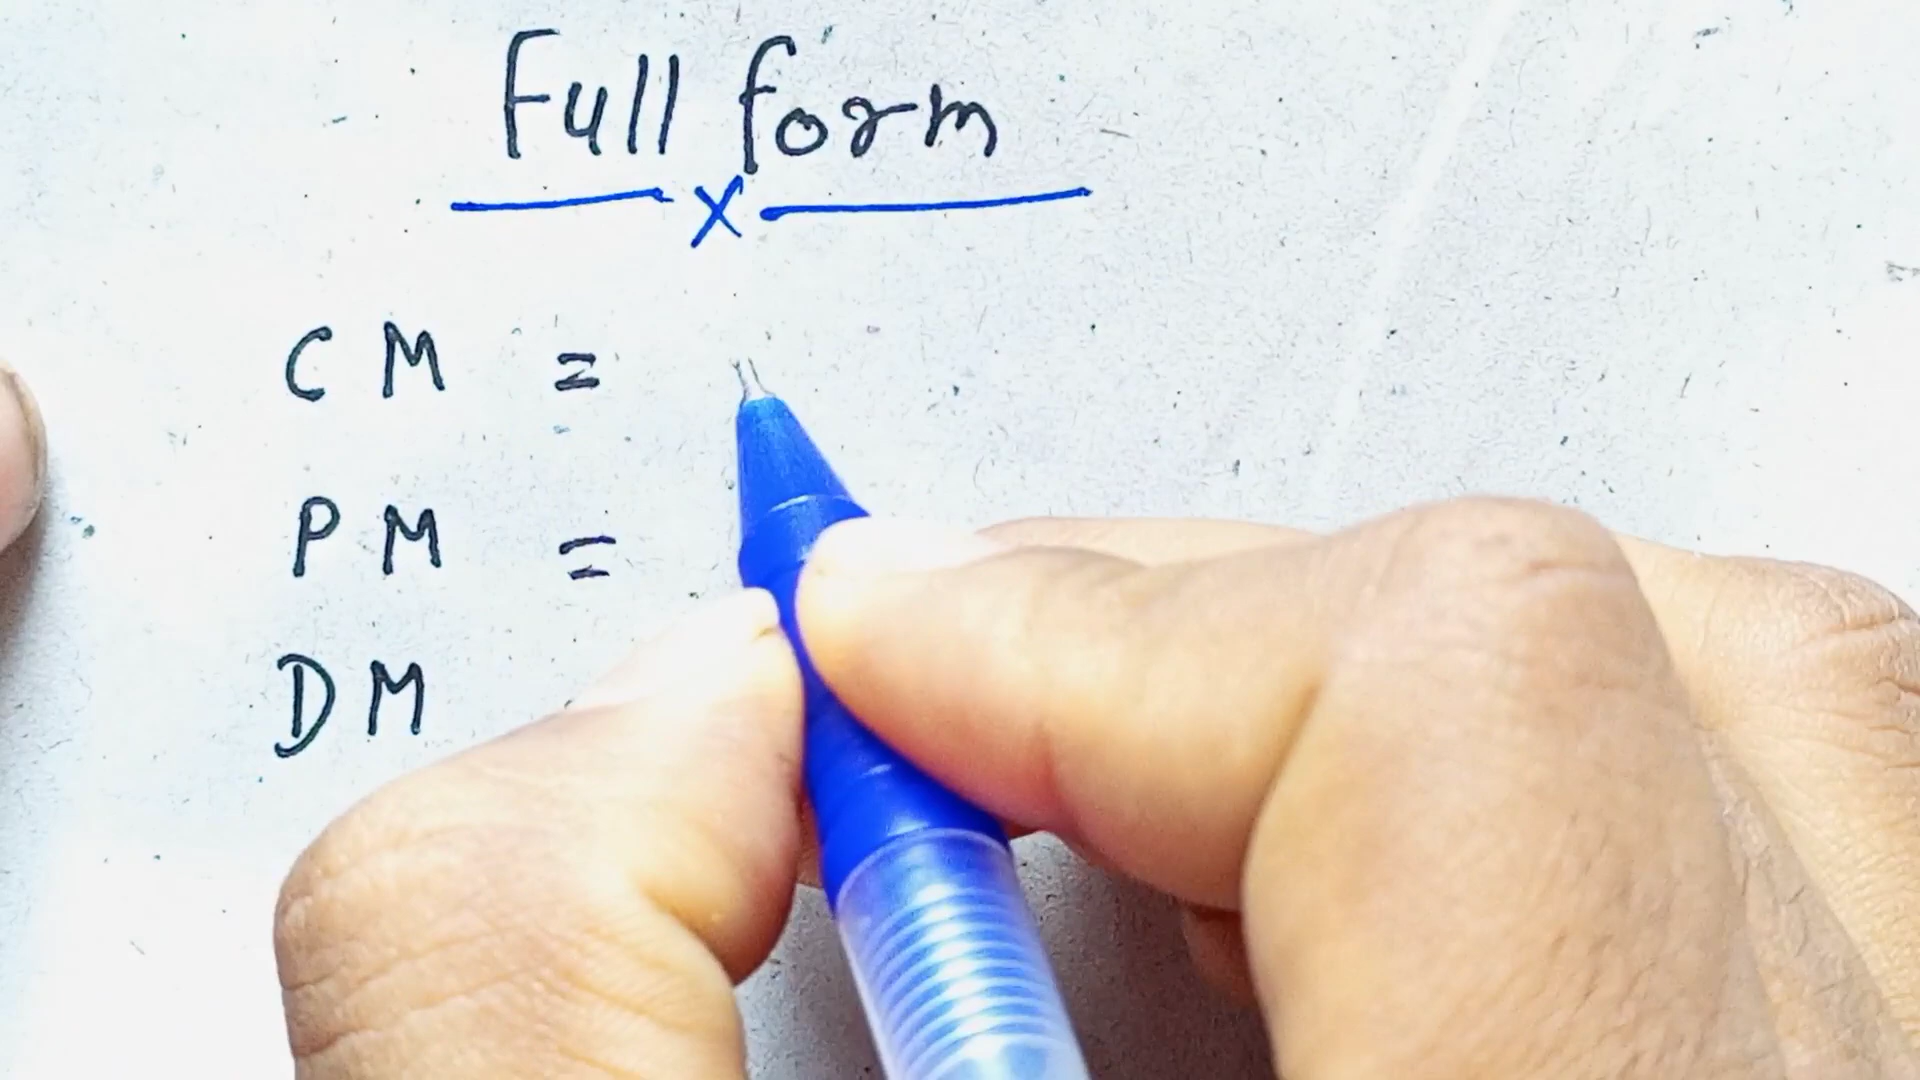 Full form
x
CM =
PM =
DM